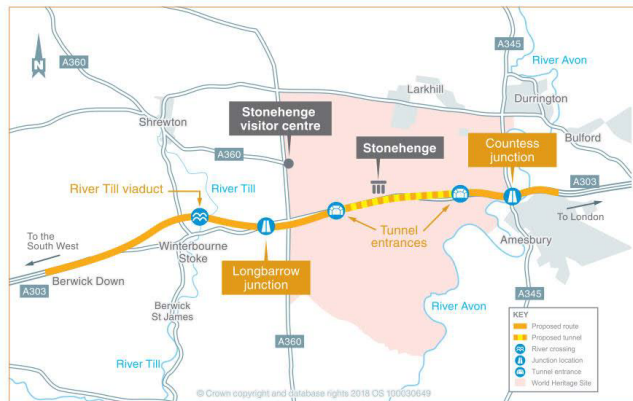 A360
N
A345
River Avon
Larkhill
Durrington
Shrewton
Stonehenge
visitor centre
Bulford
A360
Stonehenge
Countess
junction
River Till viaduct
River Till
A303
To London
To the
South West
Tunnel
entrances
Winterbourne
Stoke
Amesbury
Longbarrow
junction
Berwick Down
A303
River Avon
A345
Berwick
St James
A360
River Till
KEY
Proposed route
Proposed tunnel
River crossing
Junction location
Tunnel entrance
World Heritage Site
© Crown copyright and database rights 2018 OS 100030649